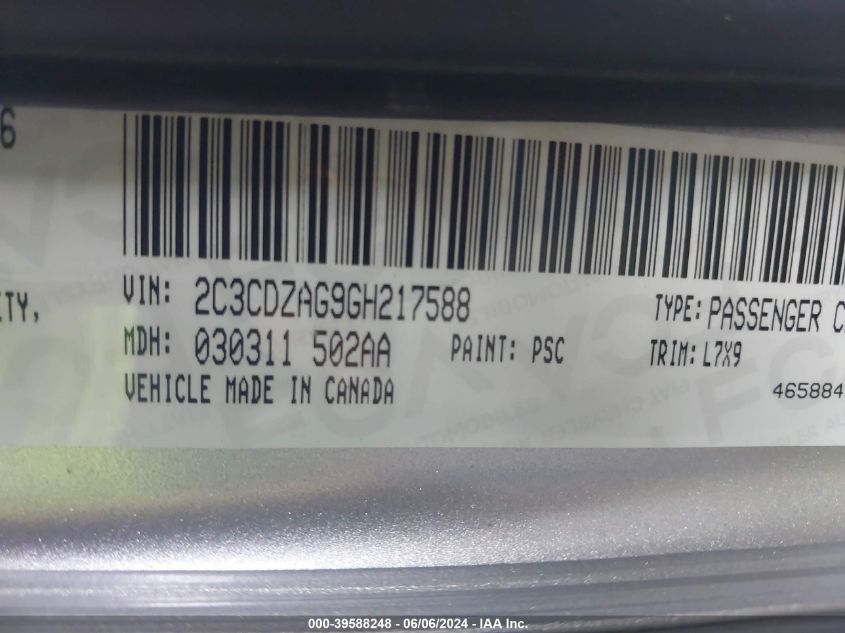 6
ITY,
VIN: 2C3CDZAG9GH217588 TYPE: PASSENGER C
MDH: 030311 502AA PAINT: PSC TRIM: L7X9
VEHICLE MADE IN CANADA 465884
000-39588248 - 06/06/2024 - IAA Inc.